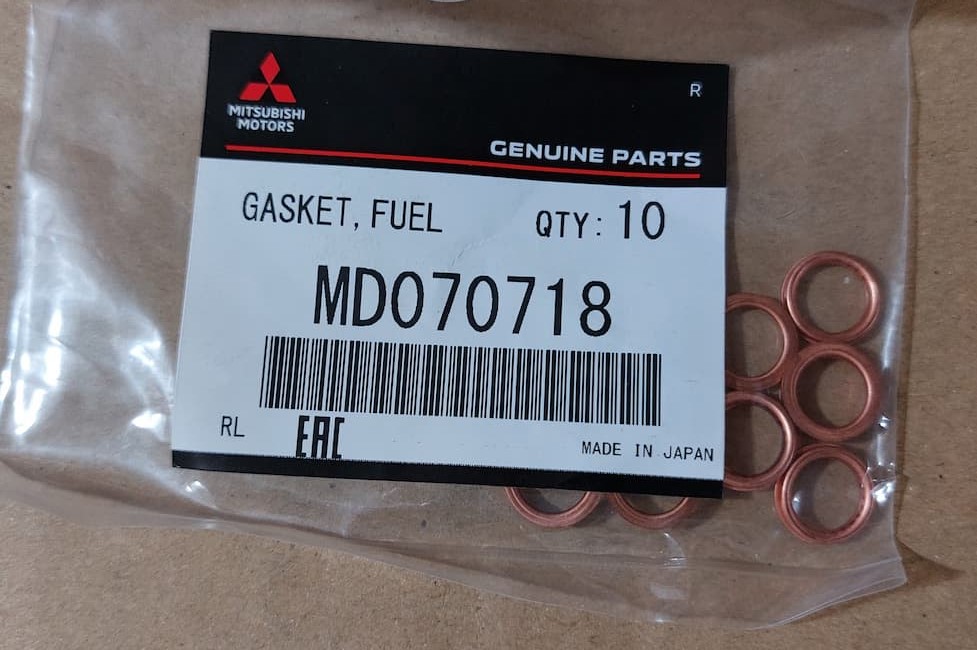 MITSUBISHI
MOTORS
R
GENUINE PARTS
GASKET, FUEL QTY: 10
MD070718
RL
EAC
MADE IN JAPAN